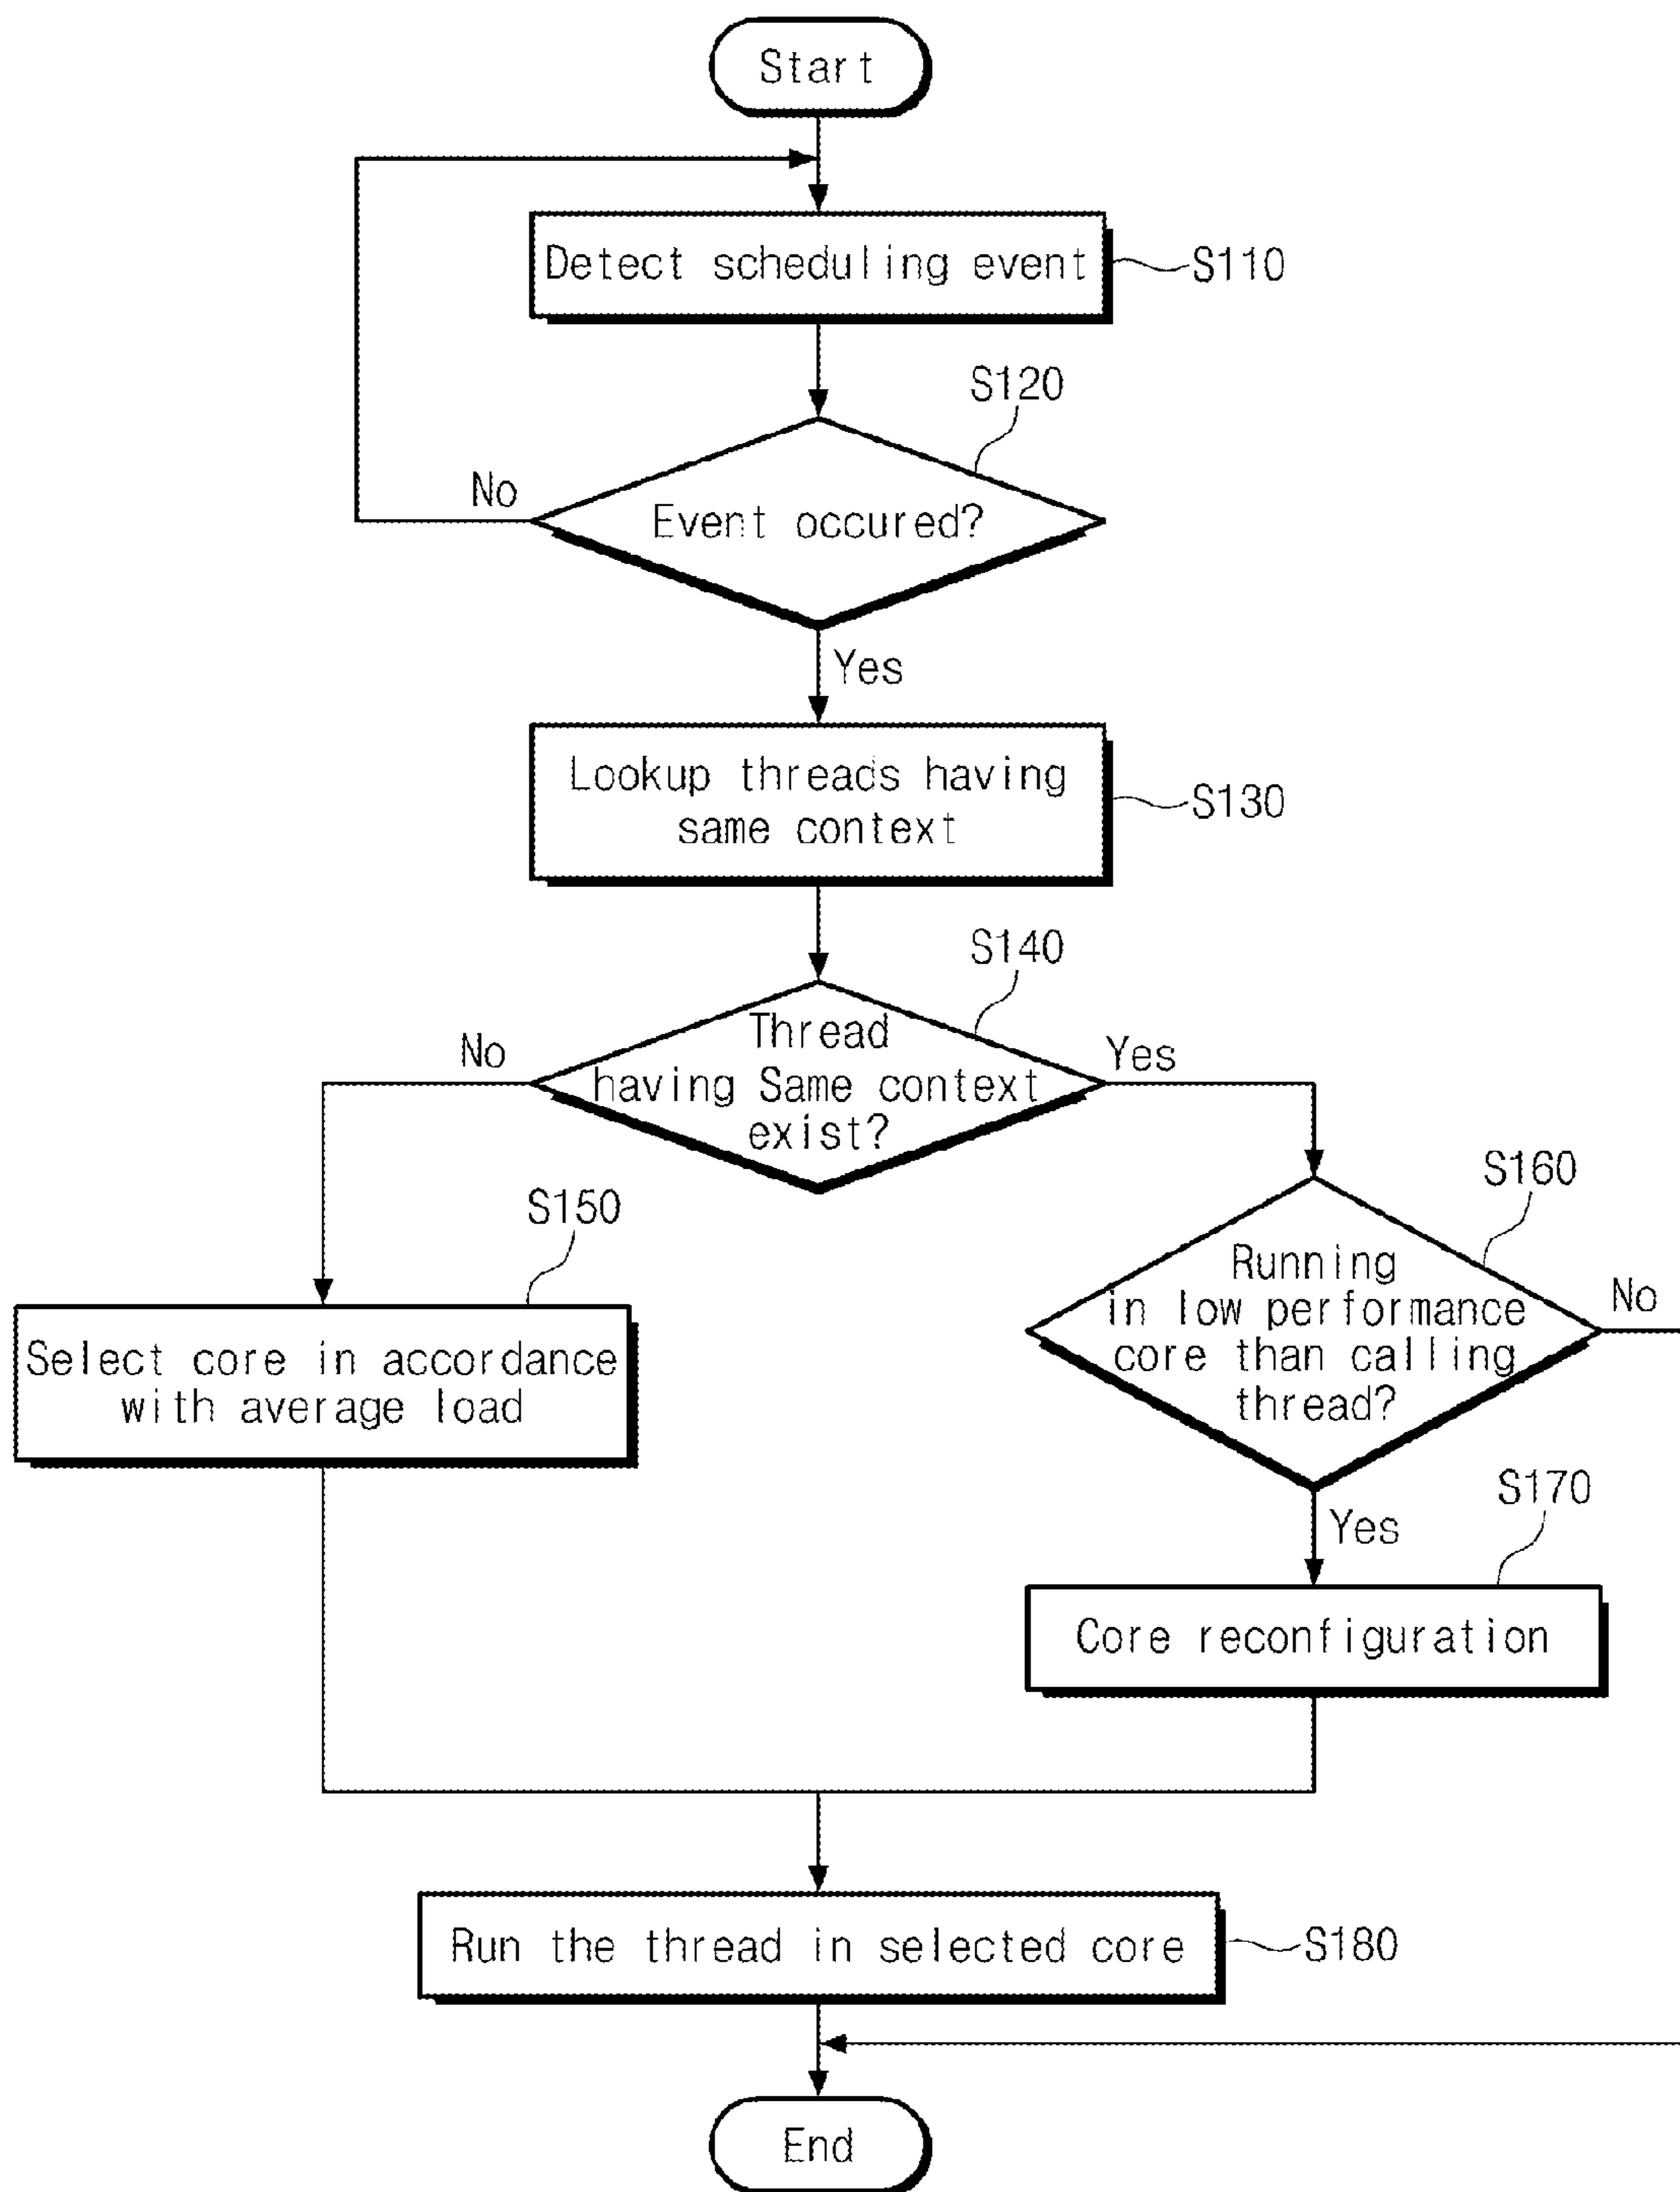 Start
Detect scheduling event
S110
S120
No
Event occured?
Yes
Lookup threads having
same context
S130
S140
No
Thread
having Same context
exist?
Yes
S150
S160
Select core in accordance
with average load
Running
in low performance
core than calling
thread?
No
Yes
S170
Core reconfiguration
Run the thread in selected core
S180
End